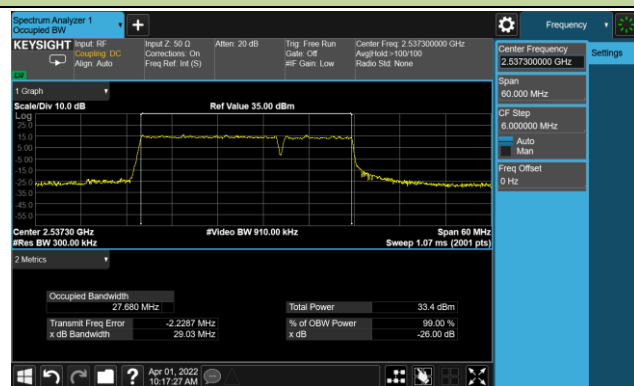 Spectrum Analyzer 1
Occupied BW
+
Frequency
KEYSIGHT
Input: RF
Coupling: DC
Align: Auto
Input Z: 50 Ω
Corrections: On
Freq Ref: Int (S)
Atten: 20 dB
Trig: Free Run
Gate: Off
#IF Gain: Low
Center Freq: 2.537300000 GHz
Avg|Hold:>100/100
Radio Std: None
Center Frequency
2.537300000 GHz
Settings
Span
60.000 MHz
CF Step
6.000000 MHz
Auto
Man
Freq Offset
0 Hz
1 Graph
Scale/Div 10.0 dB
Ref Value 35.00 dBm
Log
25.0
15.0
5.00
-5.00
-15.0
-25.0
-35.0
-45.0
-55.0
Center 2.53730 GHz
#Video BW 910.00 kHz
Span 60 MHz
#Res BW 300.00 kHz
Sweep 1.07 ms (2001 pts)
2 Metrics
Occupied Bandwidth
27.680 MHz
Total Power
33.4 dBm
Transmit Freq Error
-2.2287 MHz
% of OBW Power
99.00 %
x dB Bandwidth
29.03 MHz
x dB
-26.00 dB
?
Apr 01, 2022
10:17:27 AM